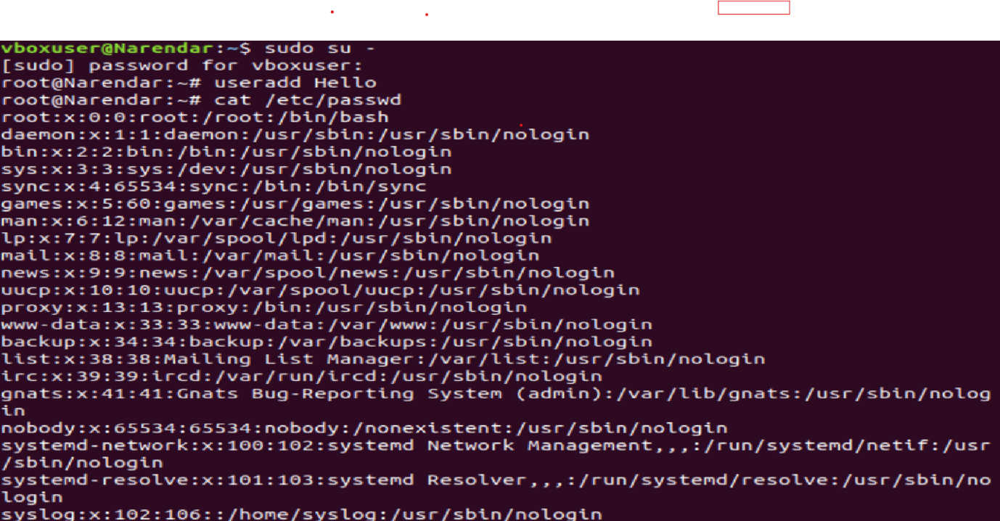 vboxuser@Narendar:~$ sudo su -
[sudo] password for vboxuser:
root@Narendar:~# useradd Hello
root@Narendar:~# cat /etc/passwd
root:x:0:0:root:/root:/bin/bash
daemon:x:1:1:daemon:/usr/sbin:/usr/sbin/nologin
bin:x:2:2:bin:/bin:/usr/sbin/nologin
sys:x:3:3:sys:/dev:/usr/sbin/nologin
sync:x:4:65534:sync:/bin:/bin/sync
games:x:5:60:games:/usr/games:/usr/sbin/nologin
man:x:6:12:man:/var/cache/man:/usr/sbin/nologin
lp:x:7:7:lp:/var/spool/lpd:/usr/sbin/nologin
mail:x:8:8:mail:/var/mail:/usr/sbin/nologin
news:x:9:9:news:/var/spool/news:/usr/sbin/nologin
uucp:x:10:10:uucp:/var/spool/uucp:/usr/sbin/nologin
proxy:x:13:13:proxy:/bin:/usr/sbin/nologin
www-data:x:33:33:www-data:/var/www:/usr/sbin/nologin
backup:x:34:34:backup:/var/backups:/usr/sbin/nologin
list:x:38:38:Mailing List Manager:/var/list:/usr/sbin/nologin
irc:x:39:39:ircd:/var/run/ircd:/usr/sbin/nologin
gnats:x:41:41:Gnats Bug-Reporting System (admin):/var/lib/gnats:/usr/sbin/nolog
in
nobody:x:65534:65534:nobody:/nonexistent:/usr/sbin/nologin
systemd-network:x:100:102:systemd Network Management,,,:/run/systemd/netif:/usr
/sbin/nologin
systemd-resolve:x:101:103:systemd Resolver,,,:/run/systemd/resolve:/usr/sbin/no
login
syslog:x:102:106::/home/syslog:/usr/sbin/nologin